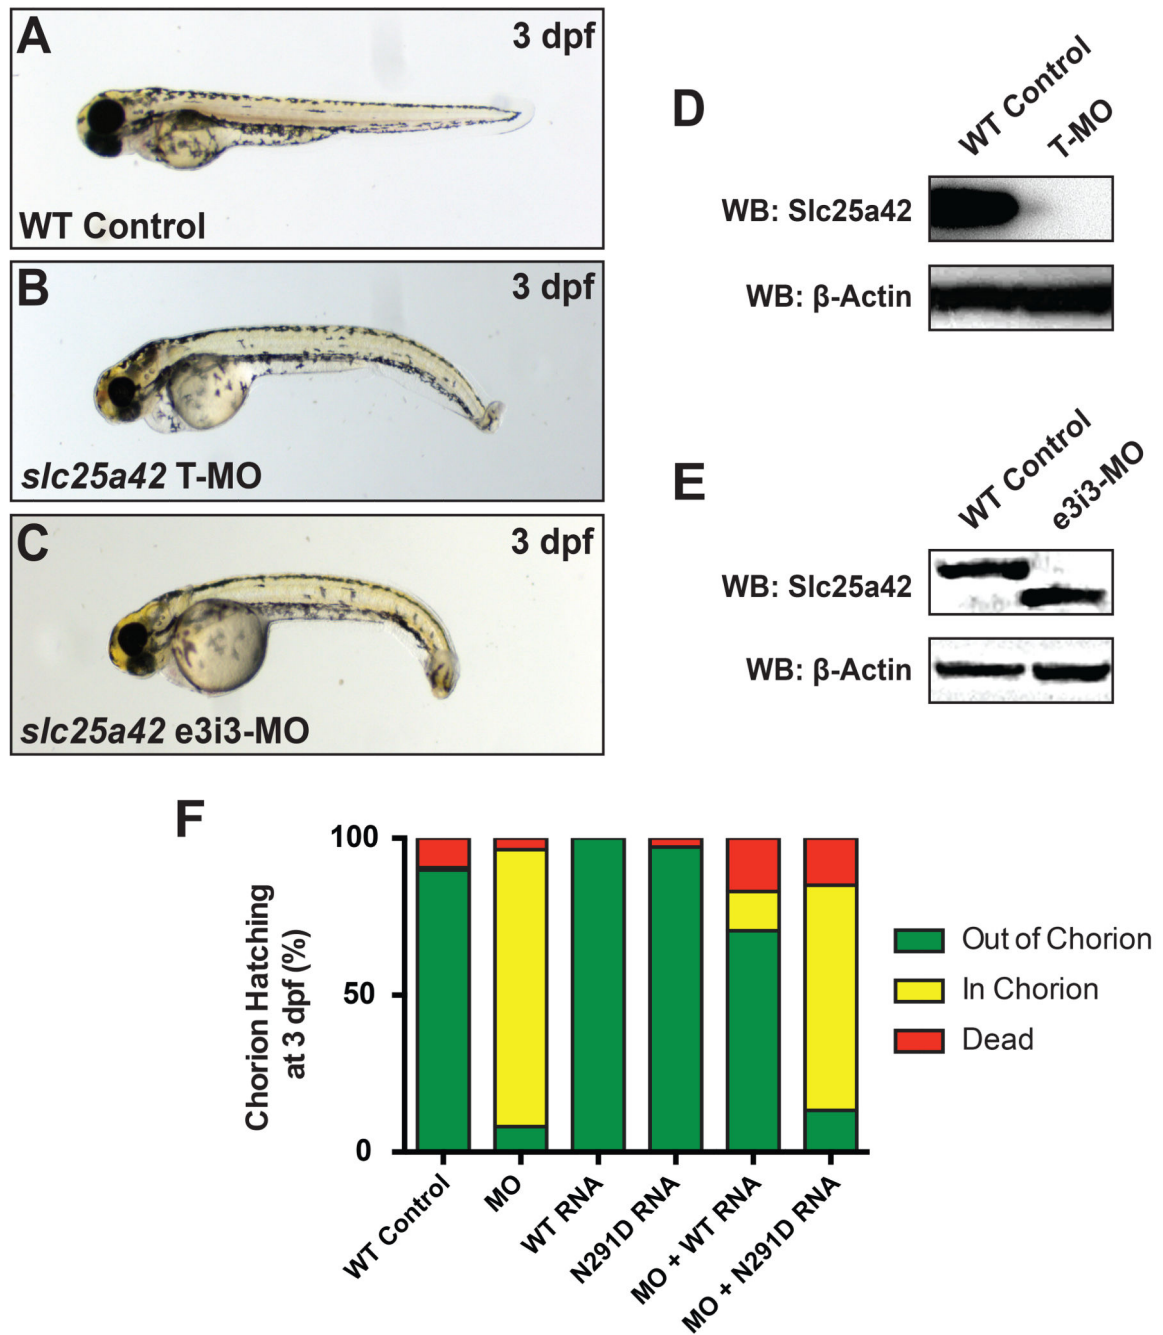 A
3 dpf
WT Control
B
3 dpf
slc25a42 T-MO
C
3 dpf
slc25a42 e3i3-MO
D
WT Control
T-MO
WB: Slc25a42
WB: β-Actin
E
WT Control
e3i3-MO
WB: Slc25a42
WB: β-Actin
F
Chorion Hatching
at 3 dpf (%)
100
50
0
WT Control
MO
WT RNA
N291D RNA
MO + WT RNA
MO + N291D RNA
Out of Chorion
In Chorion
Dead